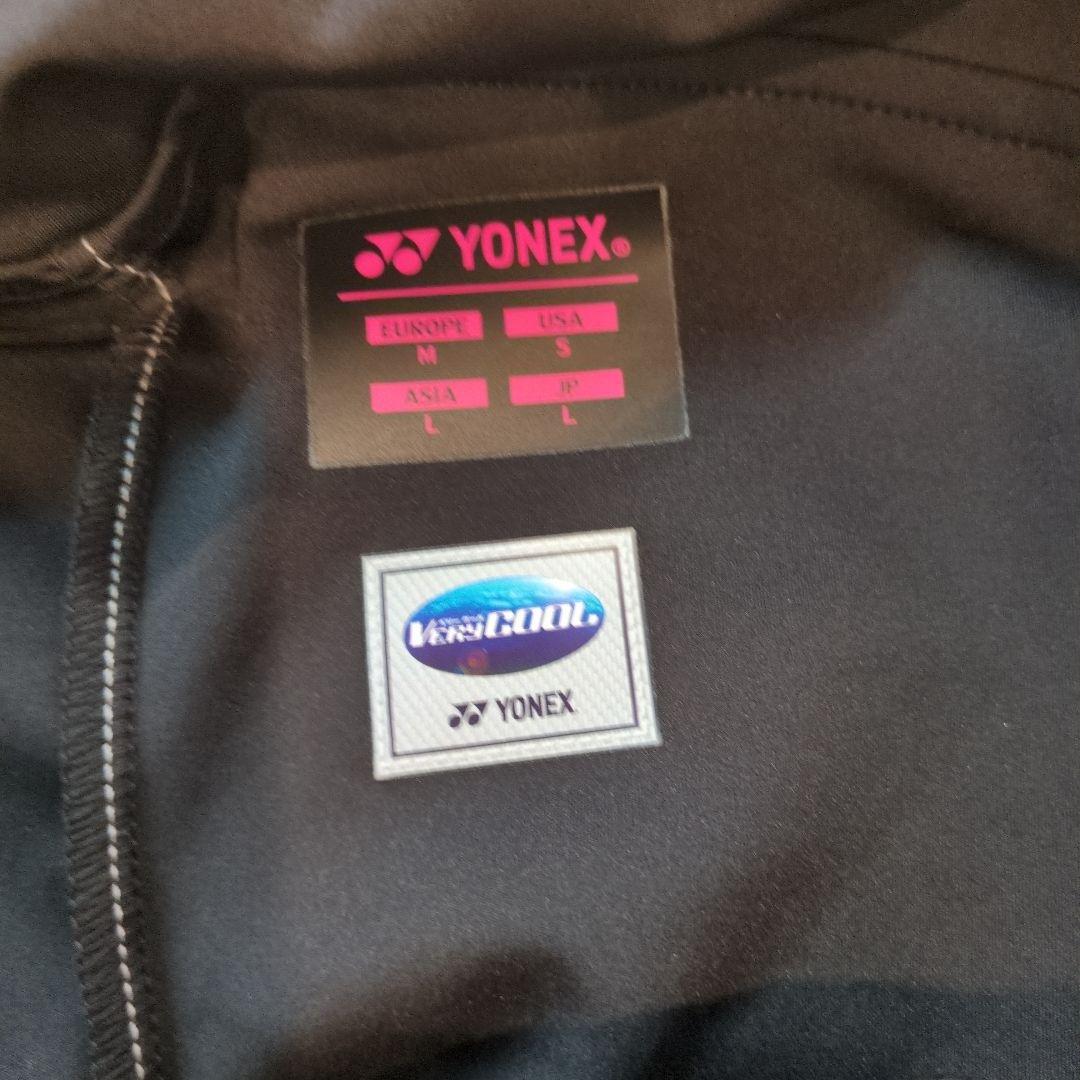 YONEX®
EUROPE USA
M S
ASIA JP
L L
VERYCOOL
YONEX